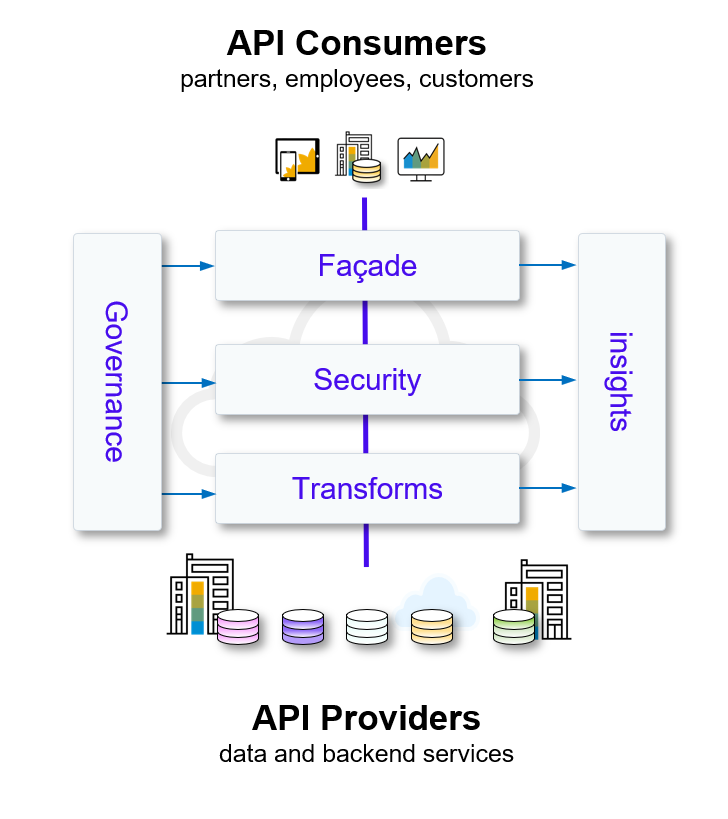 API Consumers
partners, employees, customers
Façade
Governance
Security
insights
Transforms
API Providers
data and backend services